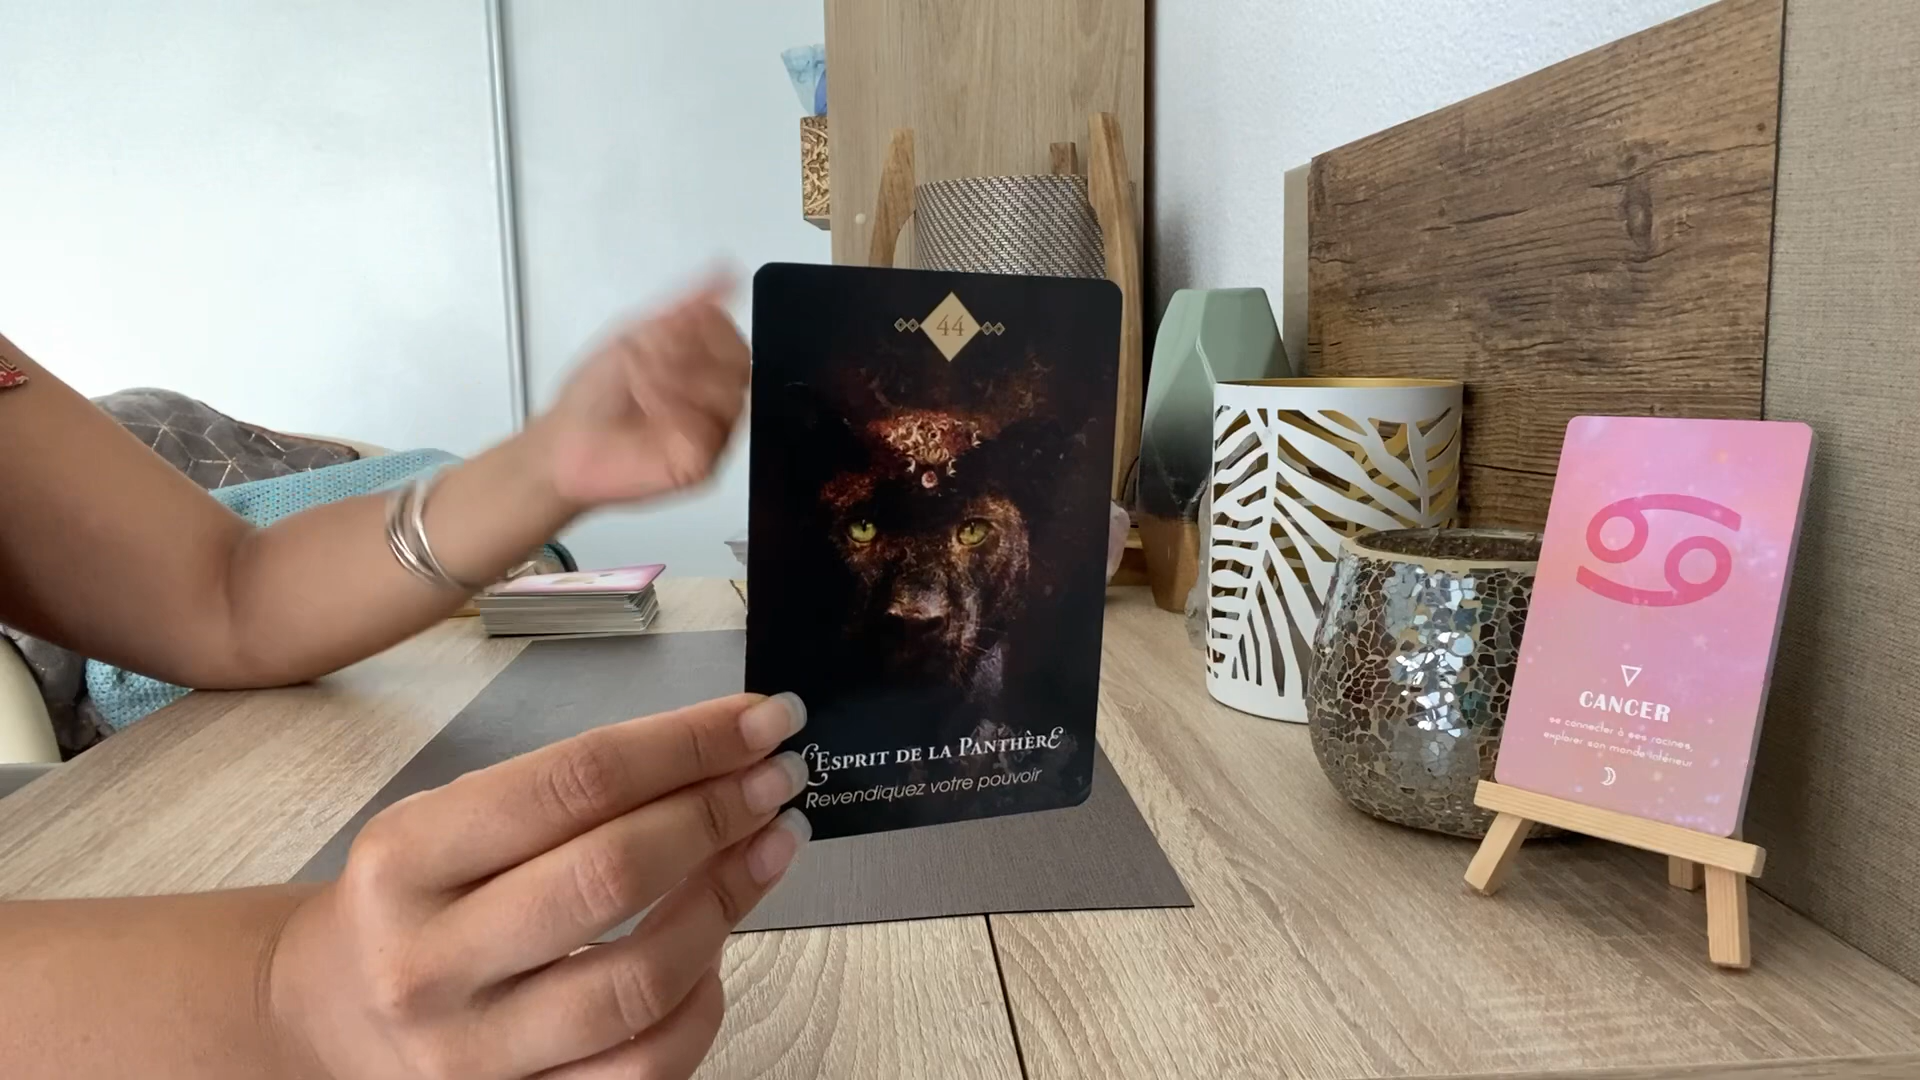 44
L'Esprit de la Panthère
Revendiquez votre pouvoir
CANCER
se connecter à ses racines,
explorer son monde intérieur